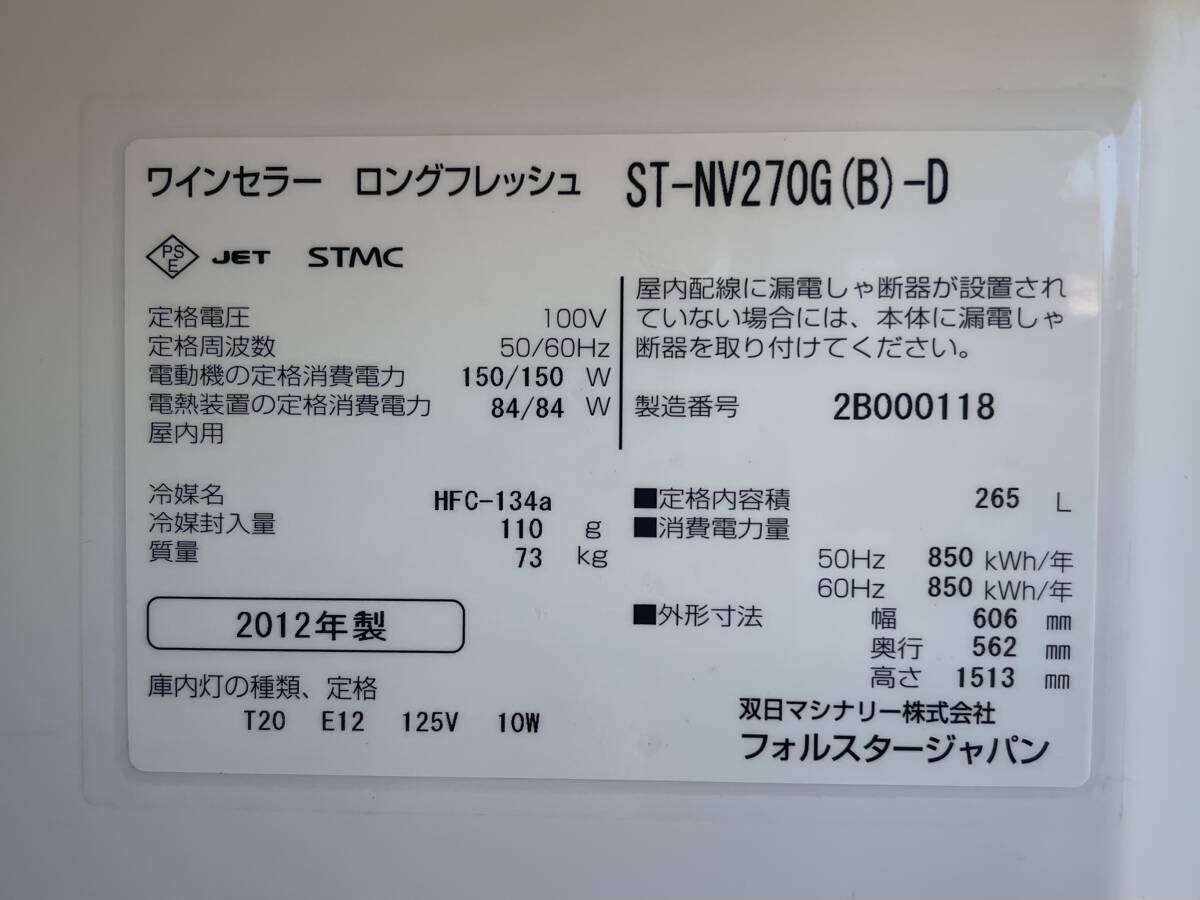 ワインセラー ロングフレッシュ ST-NV270G(B)-D
PS
E
JET STMC
定格電圧 100V
定格周波数 50/60Hz
電動機の定格消費電力 150/150 W
電熱装置の定格消費電力 84/84 W
屋内用
屋内配線に漏電しゃ断器が設置され
ていない場合には、本体に漏電しゃ
断器を取り付けてください。
製造番号 2B000118
冷媒名 HFC-134a
冷媒封入量 110 g
質量 73 kg
2012年製
庫内灯の種類、定格
T20 E12 125V 10W
■定格内容積 265 L
■消費電力量
50Hz 850 kWh/年
60Hz 850 kWh/年
■外形寸法 幅 606 mm
奥行 562 mm
高さ 1513 mm
双日マシナリー株式会社
フォルスタージャパン